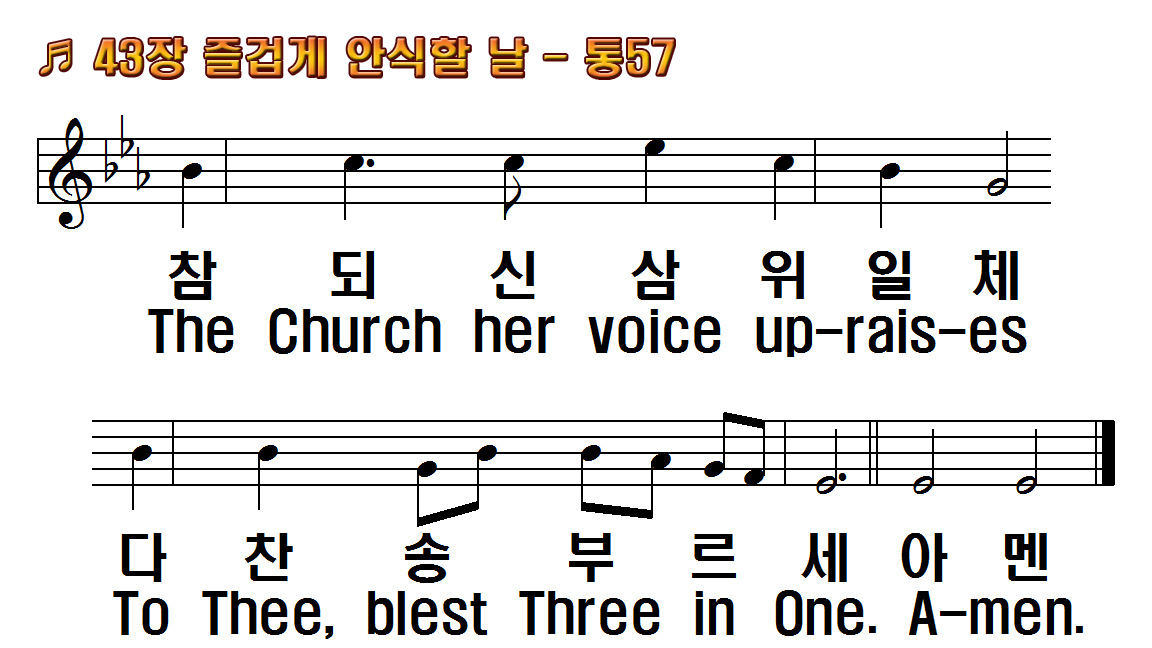 ♬ 43장 즐겁게 안식할 날 - 통57
참 되 신 삼 위 일 체
The Church her voice up-rais-es
다 찬 송 부 르 세 아 멘
To Thee, blest Three in One. A-men.